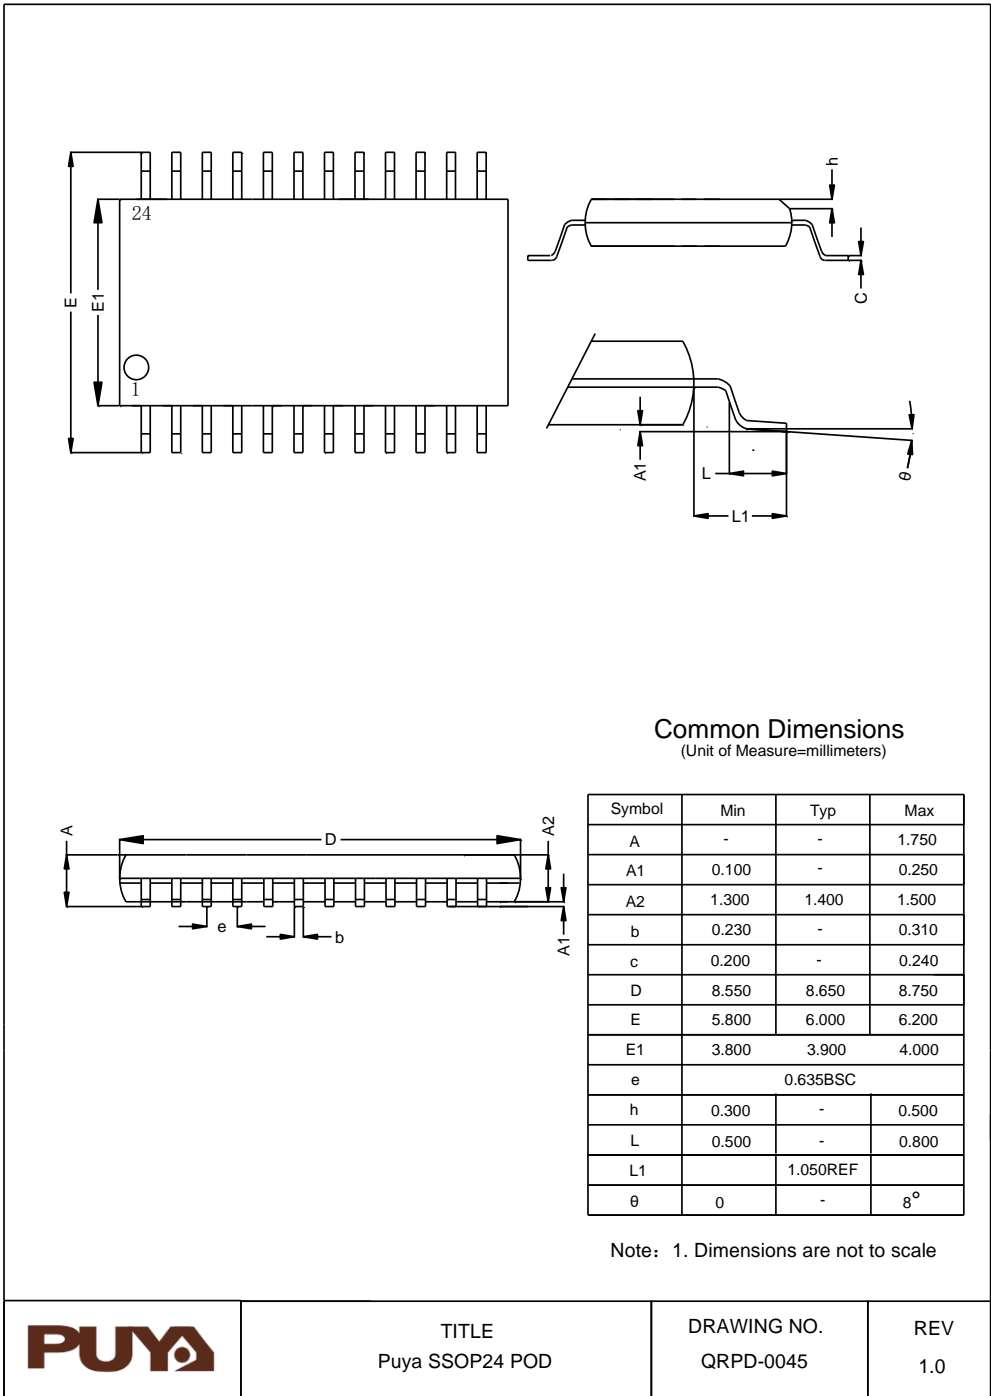 24
1
E
E1
h
C
A1
L
L1
θ
Common Dimensions
(Unit of Measure=millimeters)
A
D
A2
e
b
A1
Symbol Min Typ Max
A - - 1.750
A1 0.100 - 0.250
A2 1.300 1.400 1.500
b 0.230 - 0.310
c 0.200 - 0.240
D 8.550 8.650 8.750
E 5.800 6.000 6.200
E1 3.800 3.900 4.000
e 0.635BSC
h 0.300 - 0.500
L 0.500 - 0.800
L1 1.050REF
θ 0 - 8°
Note：1. Dimensions are not to scale
PUYA
TITLE
Puya SSOP24 POD
DRAWING NO.
QRPD-0045
REV
1.0